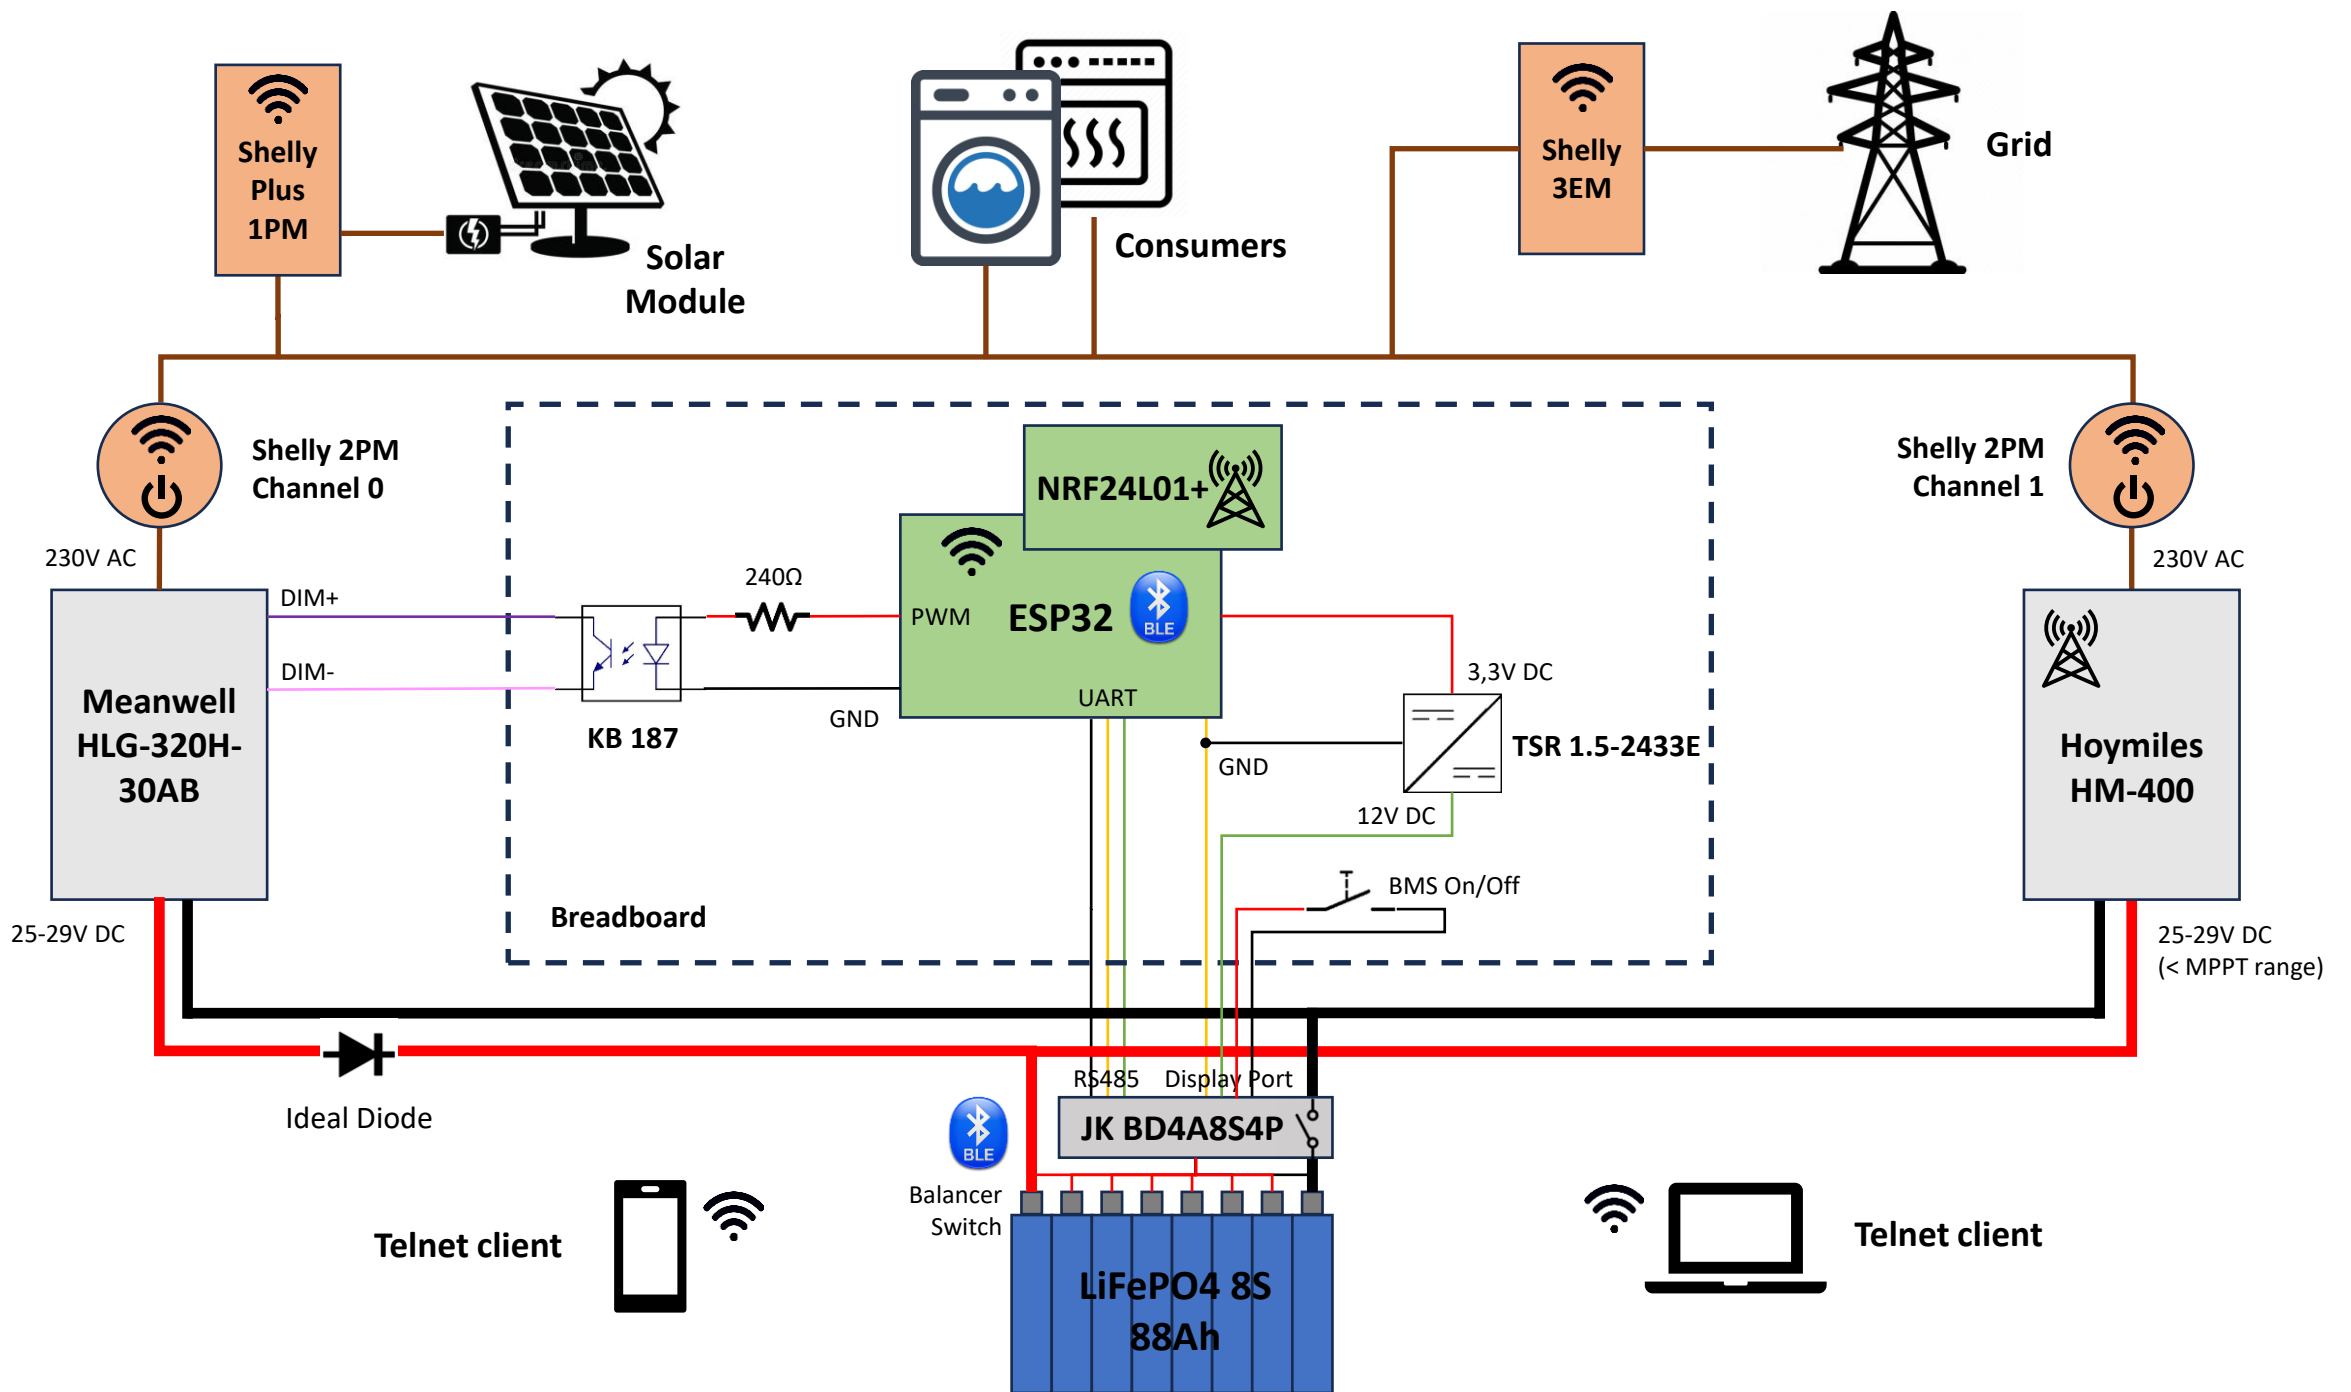 Shelly
Plus
1PM
Solar
Module
Consumers
Shelly
3EM
Grid
Shelly 2PM
Channel 0
Shelly 2PM
Channel 1
230V AC
230V AC
NRF24L01+
ESP32
BLE
PWM
UART
240Ω
DIM+
DIM-
GND
KB 187
Meanwell
HLG-320H-
30AB
3,3V DC
TSR 1.5-2433E
GND
12V DC
BMS On/Off
Breadboard
Hoymiles
HM-400
25-29V DC
25-29V DC
(< MPPT range)
Ideal Diode
RS485
Display Port
JK BD4A8S4P
BLE
Balancer
Switch
LiFePO4 8S
88Ah
Telnet client
Telnet client